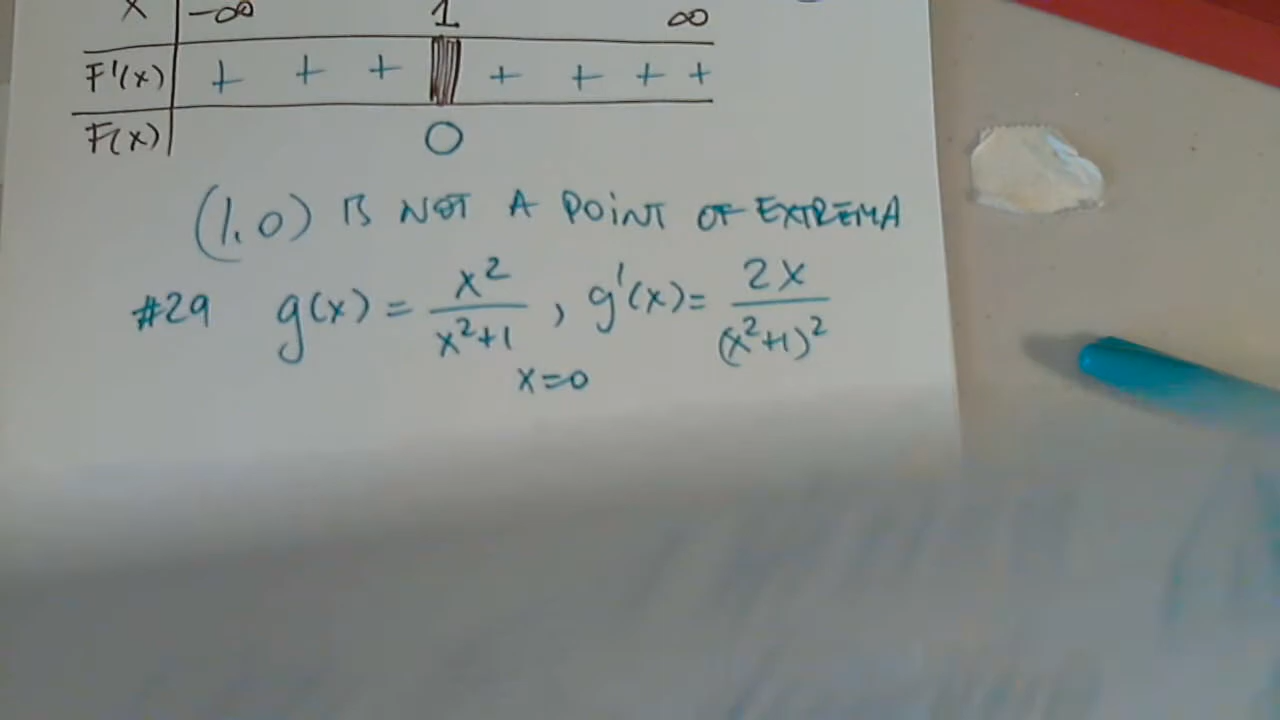 X -∞ 1 ∞
F'(x) + + + + + + +
F(x) 0
(1,0) IS NOT A POINT OF EXTREMA
#29 g(x) = x²/(x²+1), g'(x) = 2x/(x²+1)²
x=0